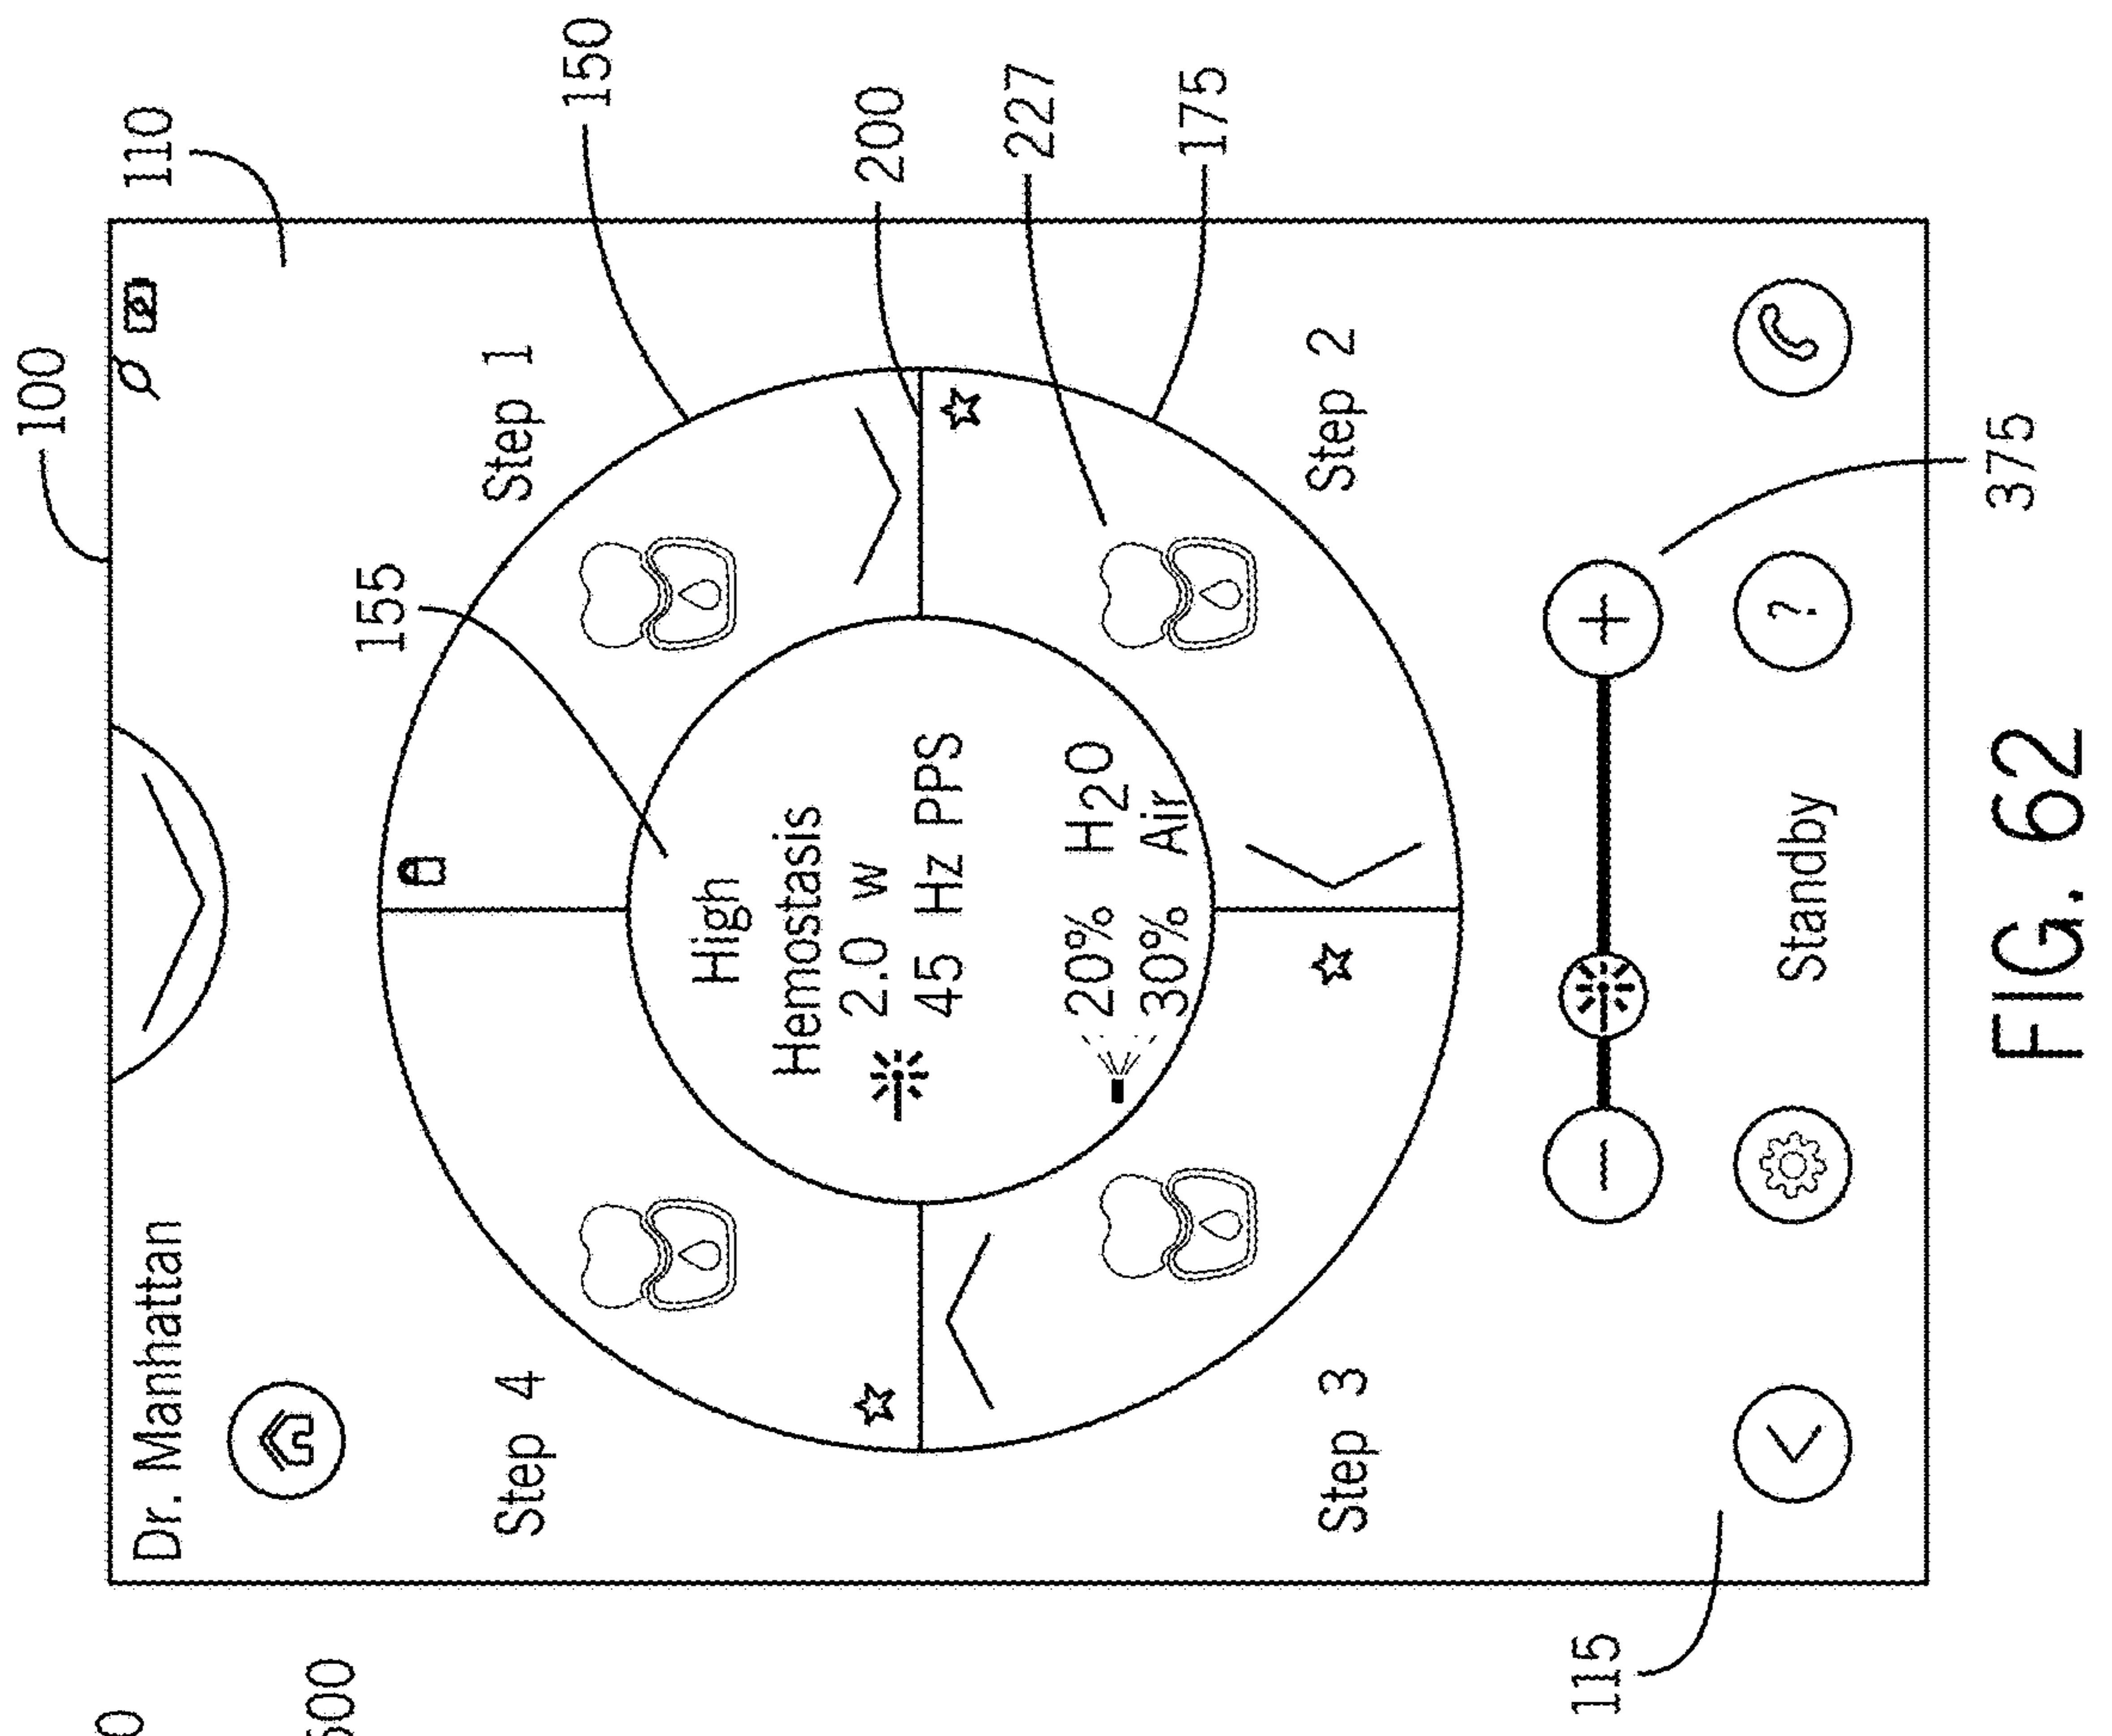 100
110
Dr. Manhattan
155
150
Step 4
Step 1
High
Hemostasis
2.0 w
45 Hz PPS
200
20% H2O
30% Air
227
175
Step 3
Step 2
+
?
Standby
115
375
FIG. 62